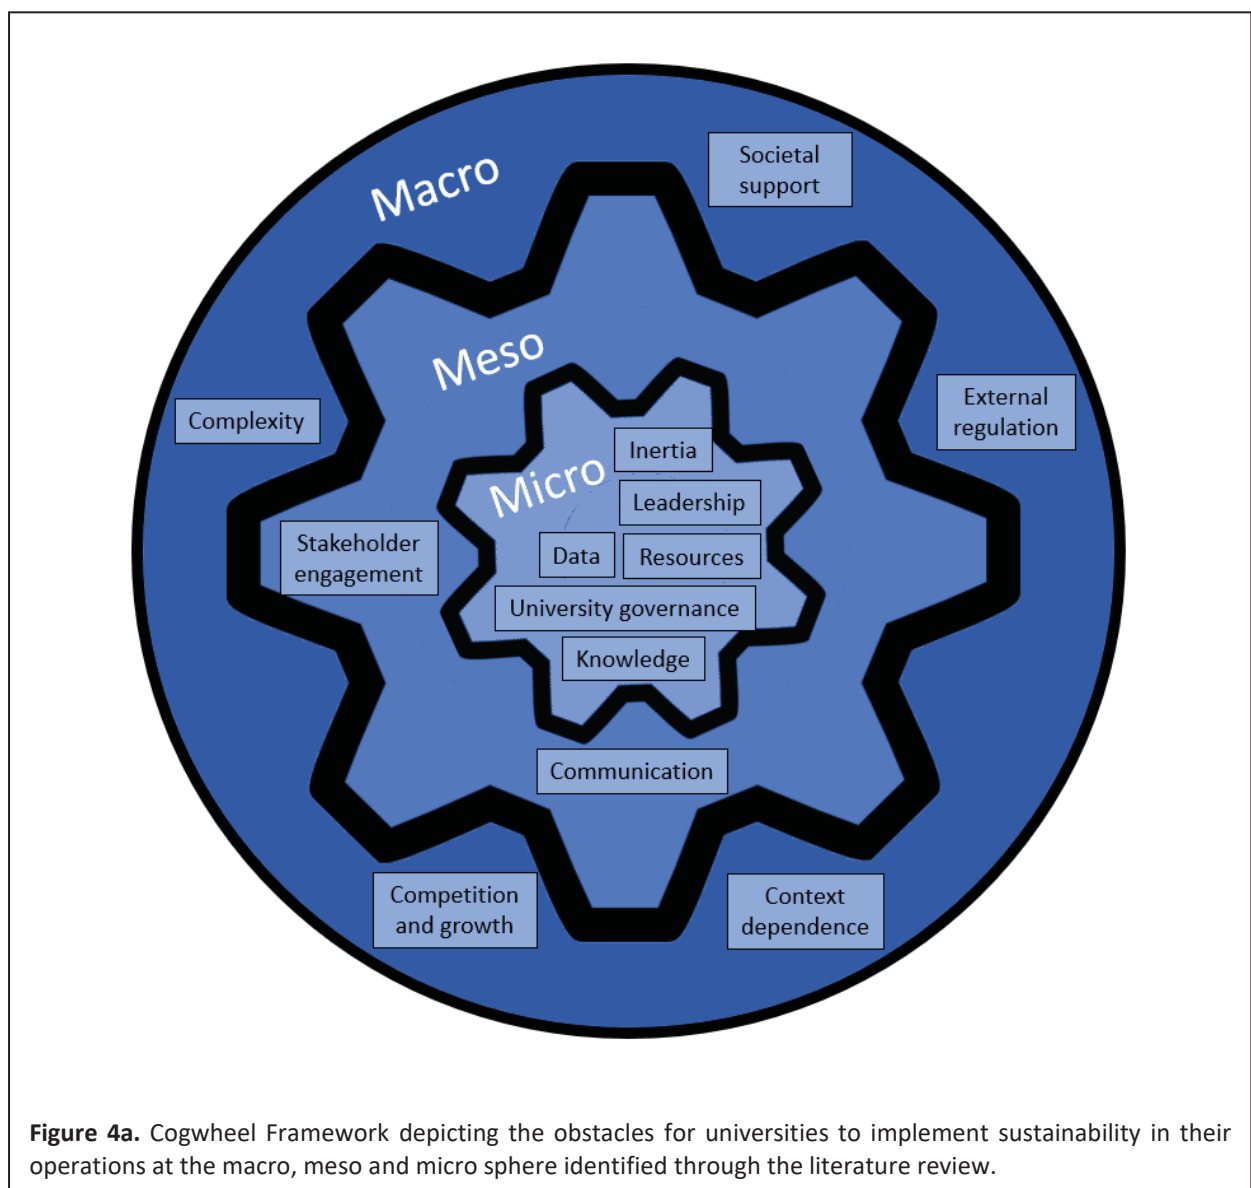 Macro
Societal
support
Meso
Complexity
External
regulation
Micro
Inertia
Leadership
Stakeholder
engagement
Data
Resources
University governance
Knowledge
Communication
Competition
and growth
Context
dependence
Figure 4a. Cogwheel Framework depicting the obstacles for universities to implement sustainability in their
operations at the macro, meso and micro sphere identified through the literature review.